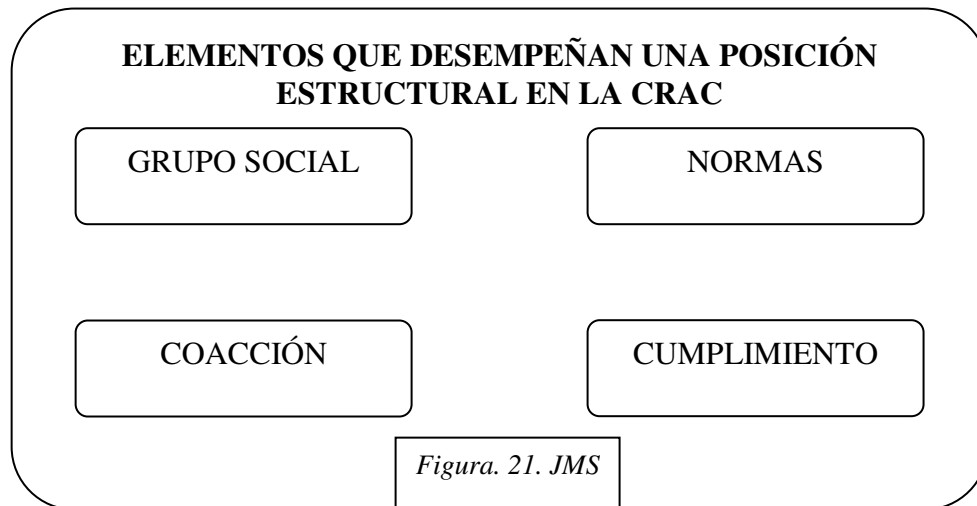 ELEMENTOS QUE DESEMPEÑAN UNA POSICIÓN
ESTRUCTURAL EN LA CRAC
GRUPO SOCIAL
NORMAS
COACCIÓN
CUMPLIMIENTO
Figura. 21. JMS